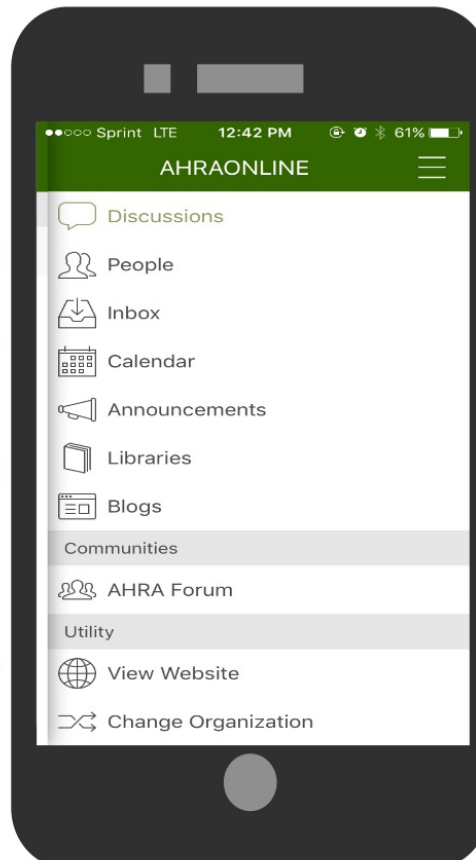 Sprint LTE 12:42 PM 61%
AHRAONLINE
Discussions
People
Inbox
Calendar
Announcements
Libraries
Blogs
Communities
AHRA Forum
Utility
View Website
Change Organization